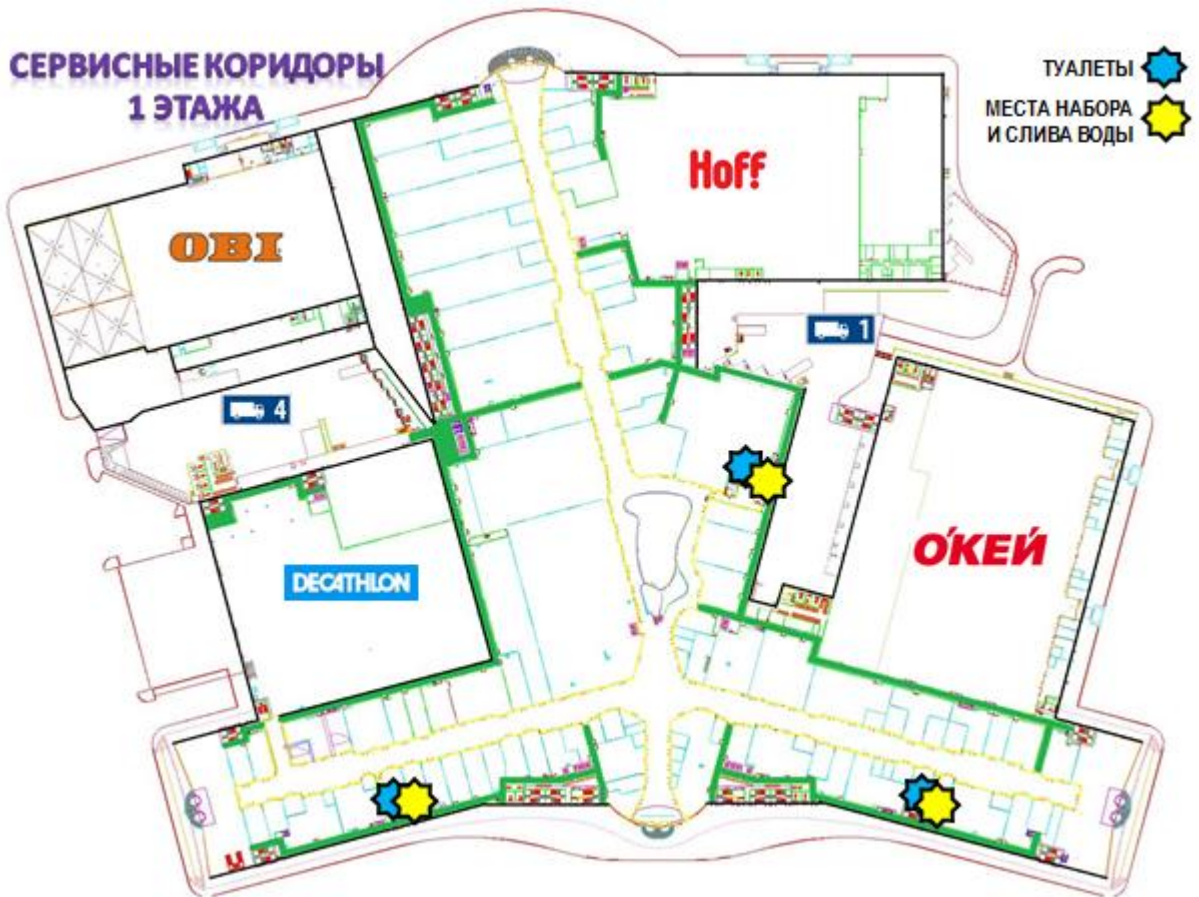 СЕРВИСНЫЕ КОРИДОРЫ
1 ЭТАЖА
ТУАЛЕТЫ
МЕСТА НАБОРА
И СЛИВА ВОДЫ
Hoff
OBI
1
4
О'КЕЙ
DECATHLON